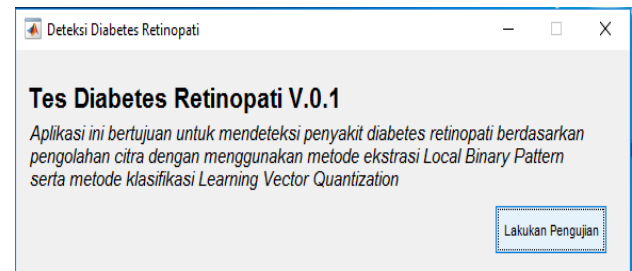 Deteksi Diabetes Retinopati
Tes Diabetes Retinopati V.0.1
Aplikasi ini bertujuan untuk mendeteksi penyakit diabetes retinopati berdasarkan
pengolahan citra dengan menggunakan metode ekstrasi Local Binary Pattern
serta metode klasifikasi Learning Vector Quantization
Lakukan Pengujian